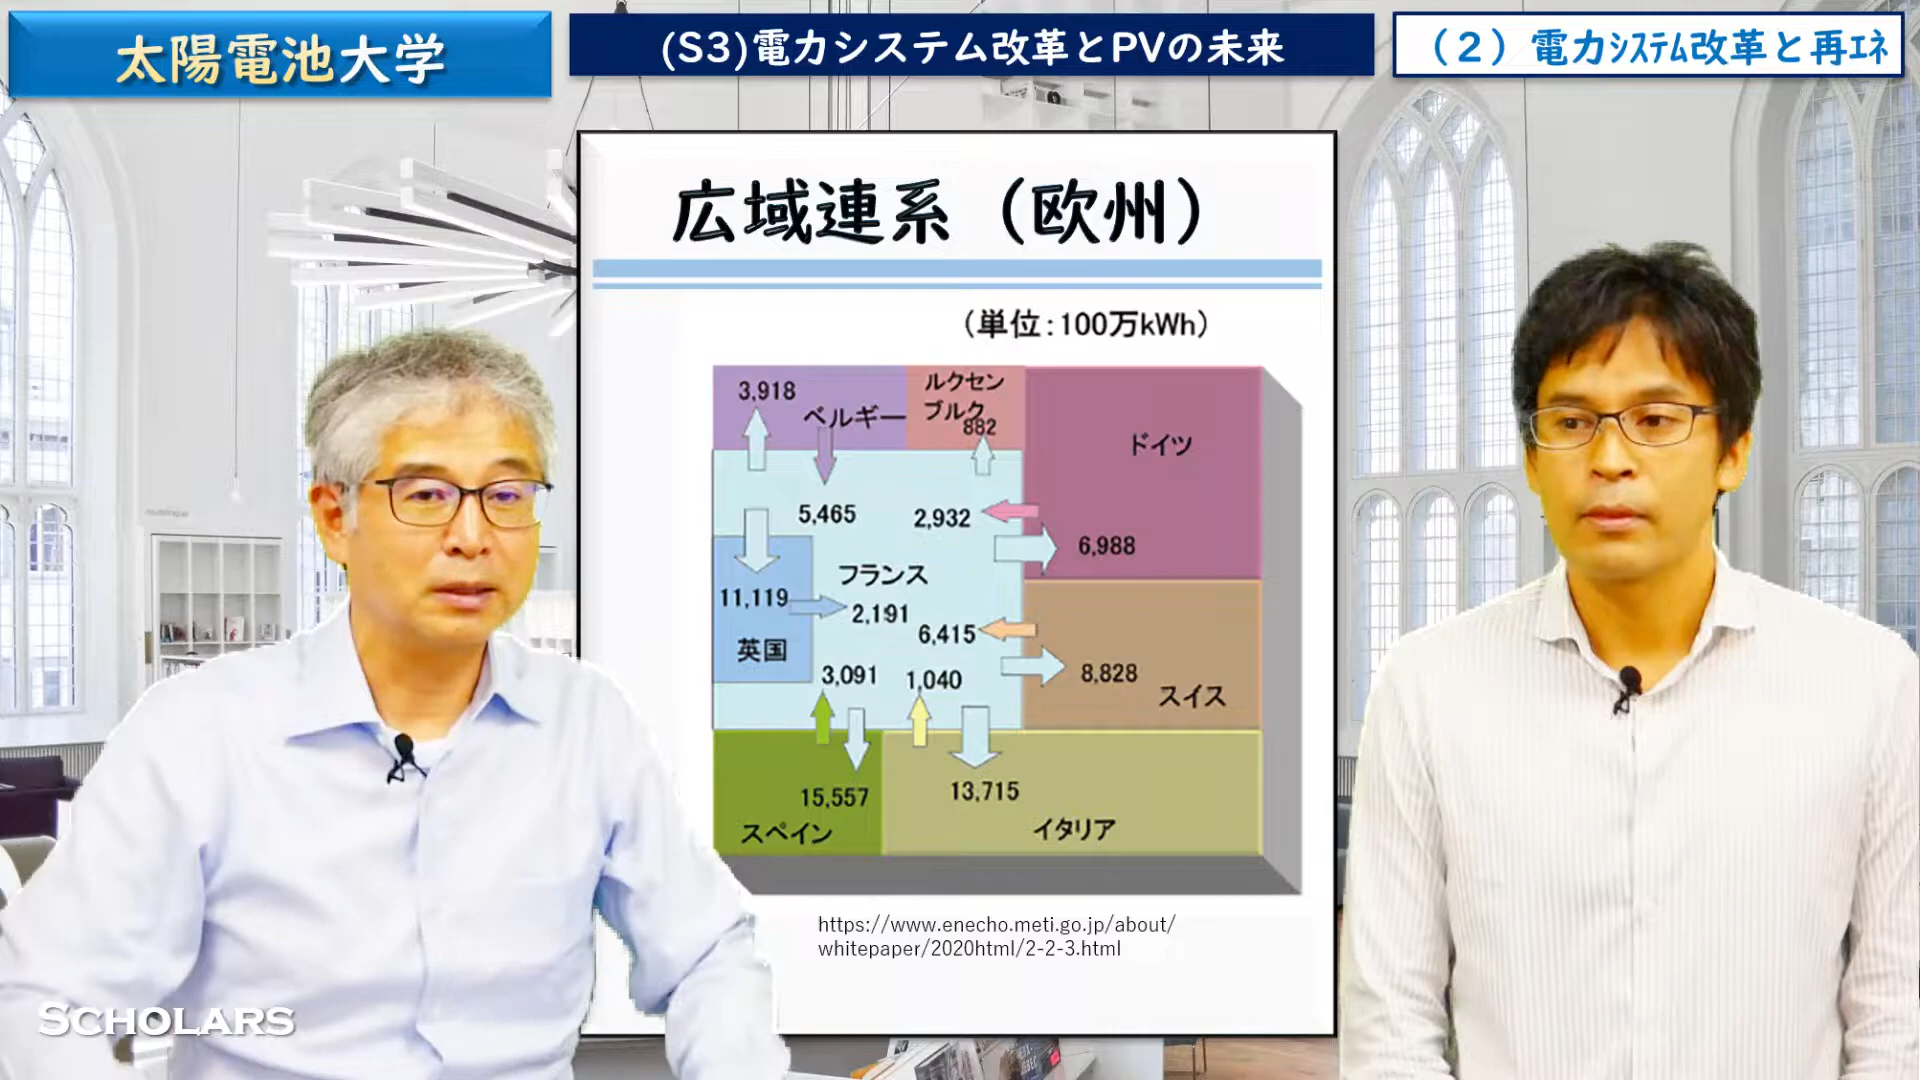 太陽電池大学
(S3)電力システム改革とPVの未来
（２）電力ｼｽﾃﾑ改革と再ｴﾈ
広域連系（欧州）
（単位：100万kWh）
3,918
ベルギー
ルクセン
ブルク
882
ドイツ
5,465
2,932
6,988
フランス
11,119
2,191
英国
6,415
3,091
1,040
8,828
スイス
15,557
13,715
スペイン
イタリア
https://www.enecho.meti.go.jp/about/
whitepaper/2020html/2-2-3.html
SCHOLARS